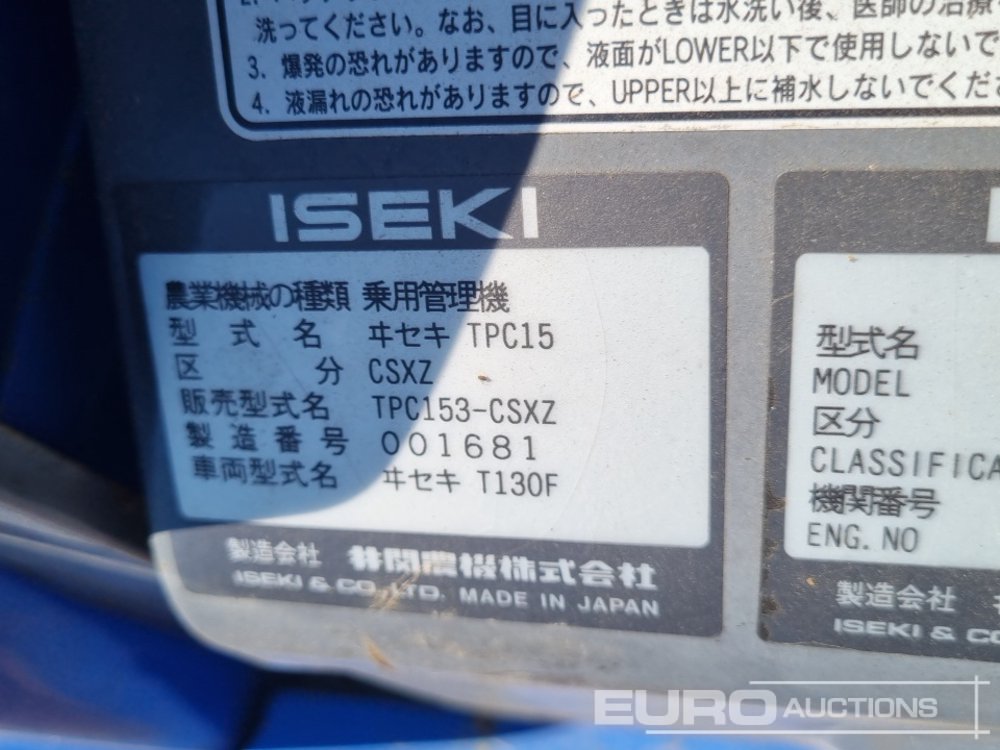 洗ってください。なお、目に入ったときは水洗い後、医師の治療
3. 爆発の恐れがありますので、液面がLOWER以下で使用しないで
4. 液漏れの恐れがありますので、UPPER以上に補水しないでくだ
ISEKI
農業機械の種類 乗用管理機
型式名 ヰセキ TPC15
区分 CSXZ
販売型式名 TPC153-CSXZ
製造番号 001681
車両型式名 ヰセキ T130F
製造会社 井関農機株式会社
ISEKI & CO.,LTD. MADE IN JAPAN
型式名
MODEL
区分
CLASSIFICA
機関番号
ENG. NO
製造会社
ISEKI & CO
EURO AUCTIONS